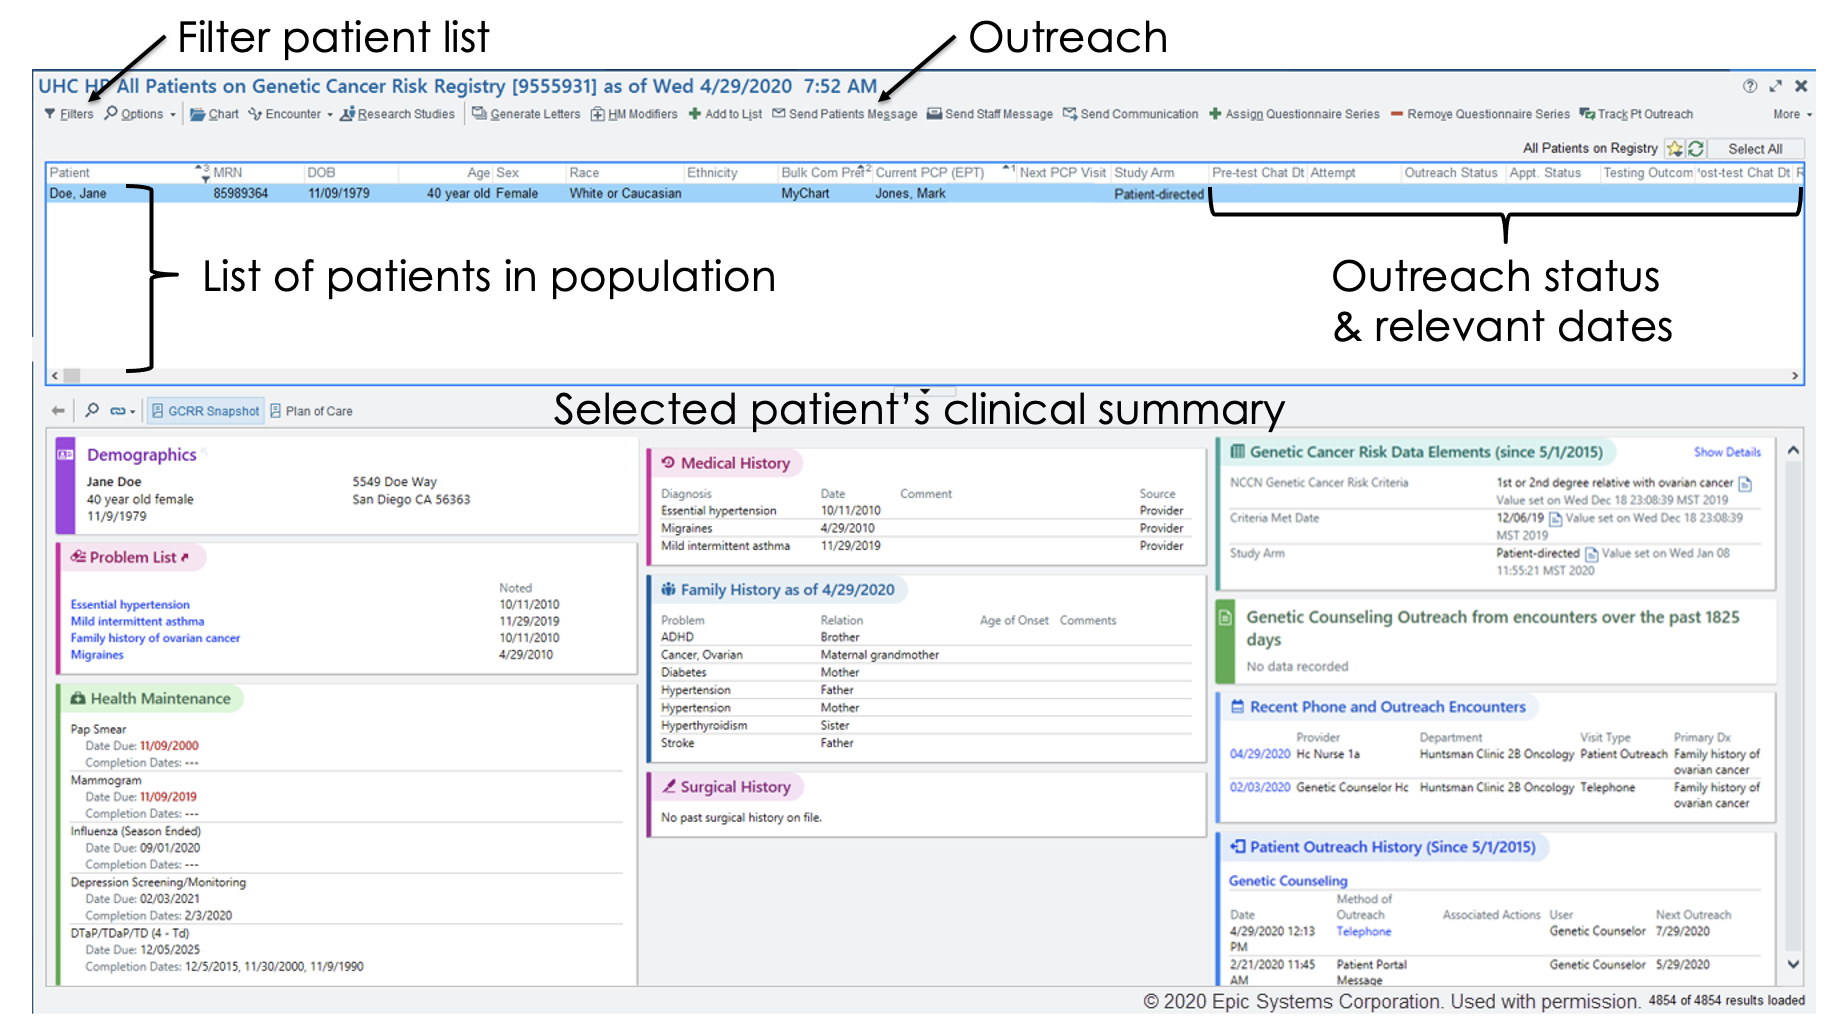 Filter patient list
Outreach
UHC HP All Patients on Genetic Cancer Risk Registry [9555931] as of Wed 4/29/2020 7:52 AM
Filters Options Chart Encounter Research Studies Generate Letters HM Modifiers Add to List Send Patients Message Send Staff Message Send Communication Assign Questionnaire Series Remove Questionnaire Series Track Pt Outreach More
All Patients on Registry Select All
Patient 3 MRN DOB Age Sex Race Ethnicity Bulk Com Pref 2 Current PCP (EPT) 1 Next PCP Visit Study Arm Pre-test Chat Dt Attempt Outreach Status Appt. Status Testing Outcom ost-test Chat Dt R
Doe, Jane 85989364 11/09/1979 40 year old Female White or Caucasian MyChart Jones, Mark Patient-directed
List of patients in population
Outreach status
& relevant dates
GCRR Snapshot Plan of Care
Selected patient's clinical summary
Demographics
Jane Doe 5549 Doe Way
40 year old female San Diego CA 56363
11/9/1979
Problem List
Noted
Essential hypertension 10/11/2010
Mild intermittent asthma 11/29/2019
Family history of ovarian cancer 10/11/2010
Migraines 4/29/2010
Health Maintenance
Pap Smear
Date Due: 11/09/2000
Completion Dates: ---
Mammogram
Date Due: 11/09/2019
Completion Dates: ---
Influenza (Season Ended)
Date Due: 09/01/2020
Completion Dates: ---
Depression Screening/Monitoring
Date Due: 02/03/2021
Completion Dates: 2/3/2020
DTaP/TDaP/TD (4 - Td)
Date Due: 12/05/2025
Completion Dates: 12/5/2015, 11/30/2000, 11/9/1990
Medical History
Diagnosis Date Comment Source
Essential hypertension 10/11/2010 Provider
Migraines 4/29/2010 Provider
Mild intermittent asthma 11/29/2019 Provider
Family History as of 4/29/2020
Problem Relation Age of Onset Comments
ADHD Brother
Cancer, Ovarian Maternal grandmother
Diabetes Mother
Hypertension Father
Hypertension Mother
Hyperthyroidism Sister
Stroke Father
Surgical History
No past surgical history on file.
Genetic Cancer Risk Data Elements (since 5/1/2015) Show Details
NCCN Genetic Cancer Risk Criteria 1st or 2nd degree relative with ovarian cancer
Value set on Wed Dec 18 23:08:39 MST 2019
Criteria Met Date 12/06/19 Value set on Wed Dec 18 23:08:39
MST 2019
Study Arm Patient-directed Value set on Wed Jan 08
11:55:21 MST 2020
Genetic Counseling Outreach from encounters over the past 1825
days
No data recorded
Recent Phone and Outreach Encounters
Provider Department Visit Type Primary Dx
04/29/2020 Hc Nurse 1a Huntsman Clinic 2B Oncology Patient Outreach Family history of
ovarian cancer
02/03/2020 Genetic Counselor Hc Huntsman Clinic 2B Oncology Telephone Family history of
ovarian cancer
Patient Outreach History (Since 5/1/2015)
Genetic Counseling
Method of
Date Outreach Associated Actions User Next Outreach
4/29/2020 12:13 Telephone Genetic Counselor 7/29/2020
PM
2/21/2020 11:45 Patient Portal Genetic Counselor 5/29/2020
AM Message
© 2020 Epic Systems Corporation. Used with permission. 4854 of 4854 results loaded